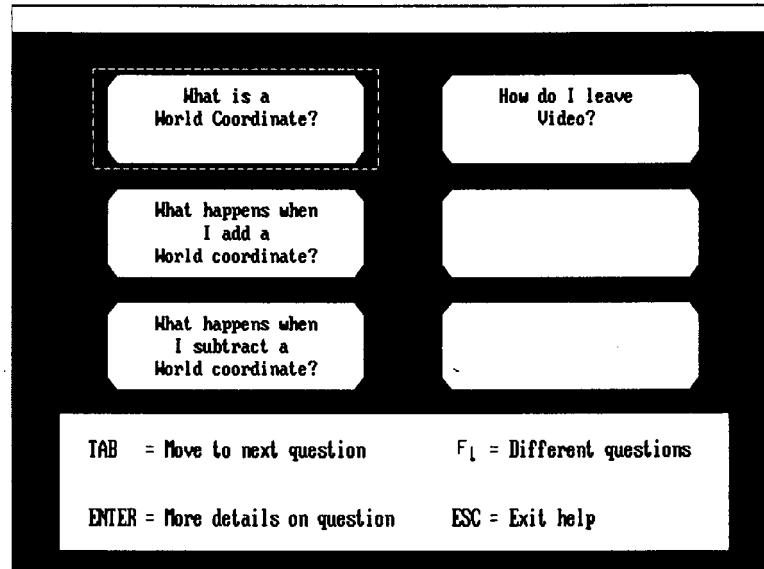 What is a
World Coordinate?
How do I leave
Video?
What happens when
I add a
World coordinate?
What happens when
I subtract a
World coordinate?
TAB = Move to next question
F1 = Different questions
ENTER = More details on question
ESC = Exit help